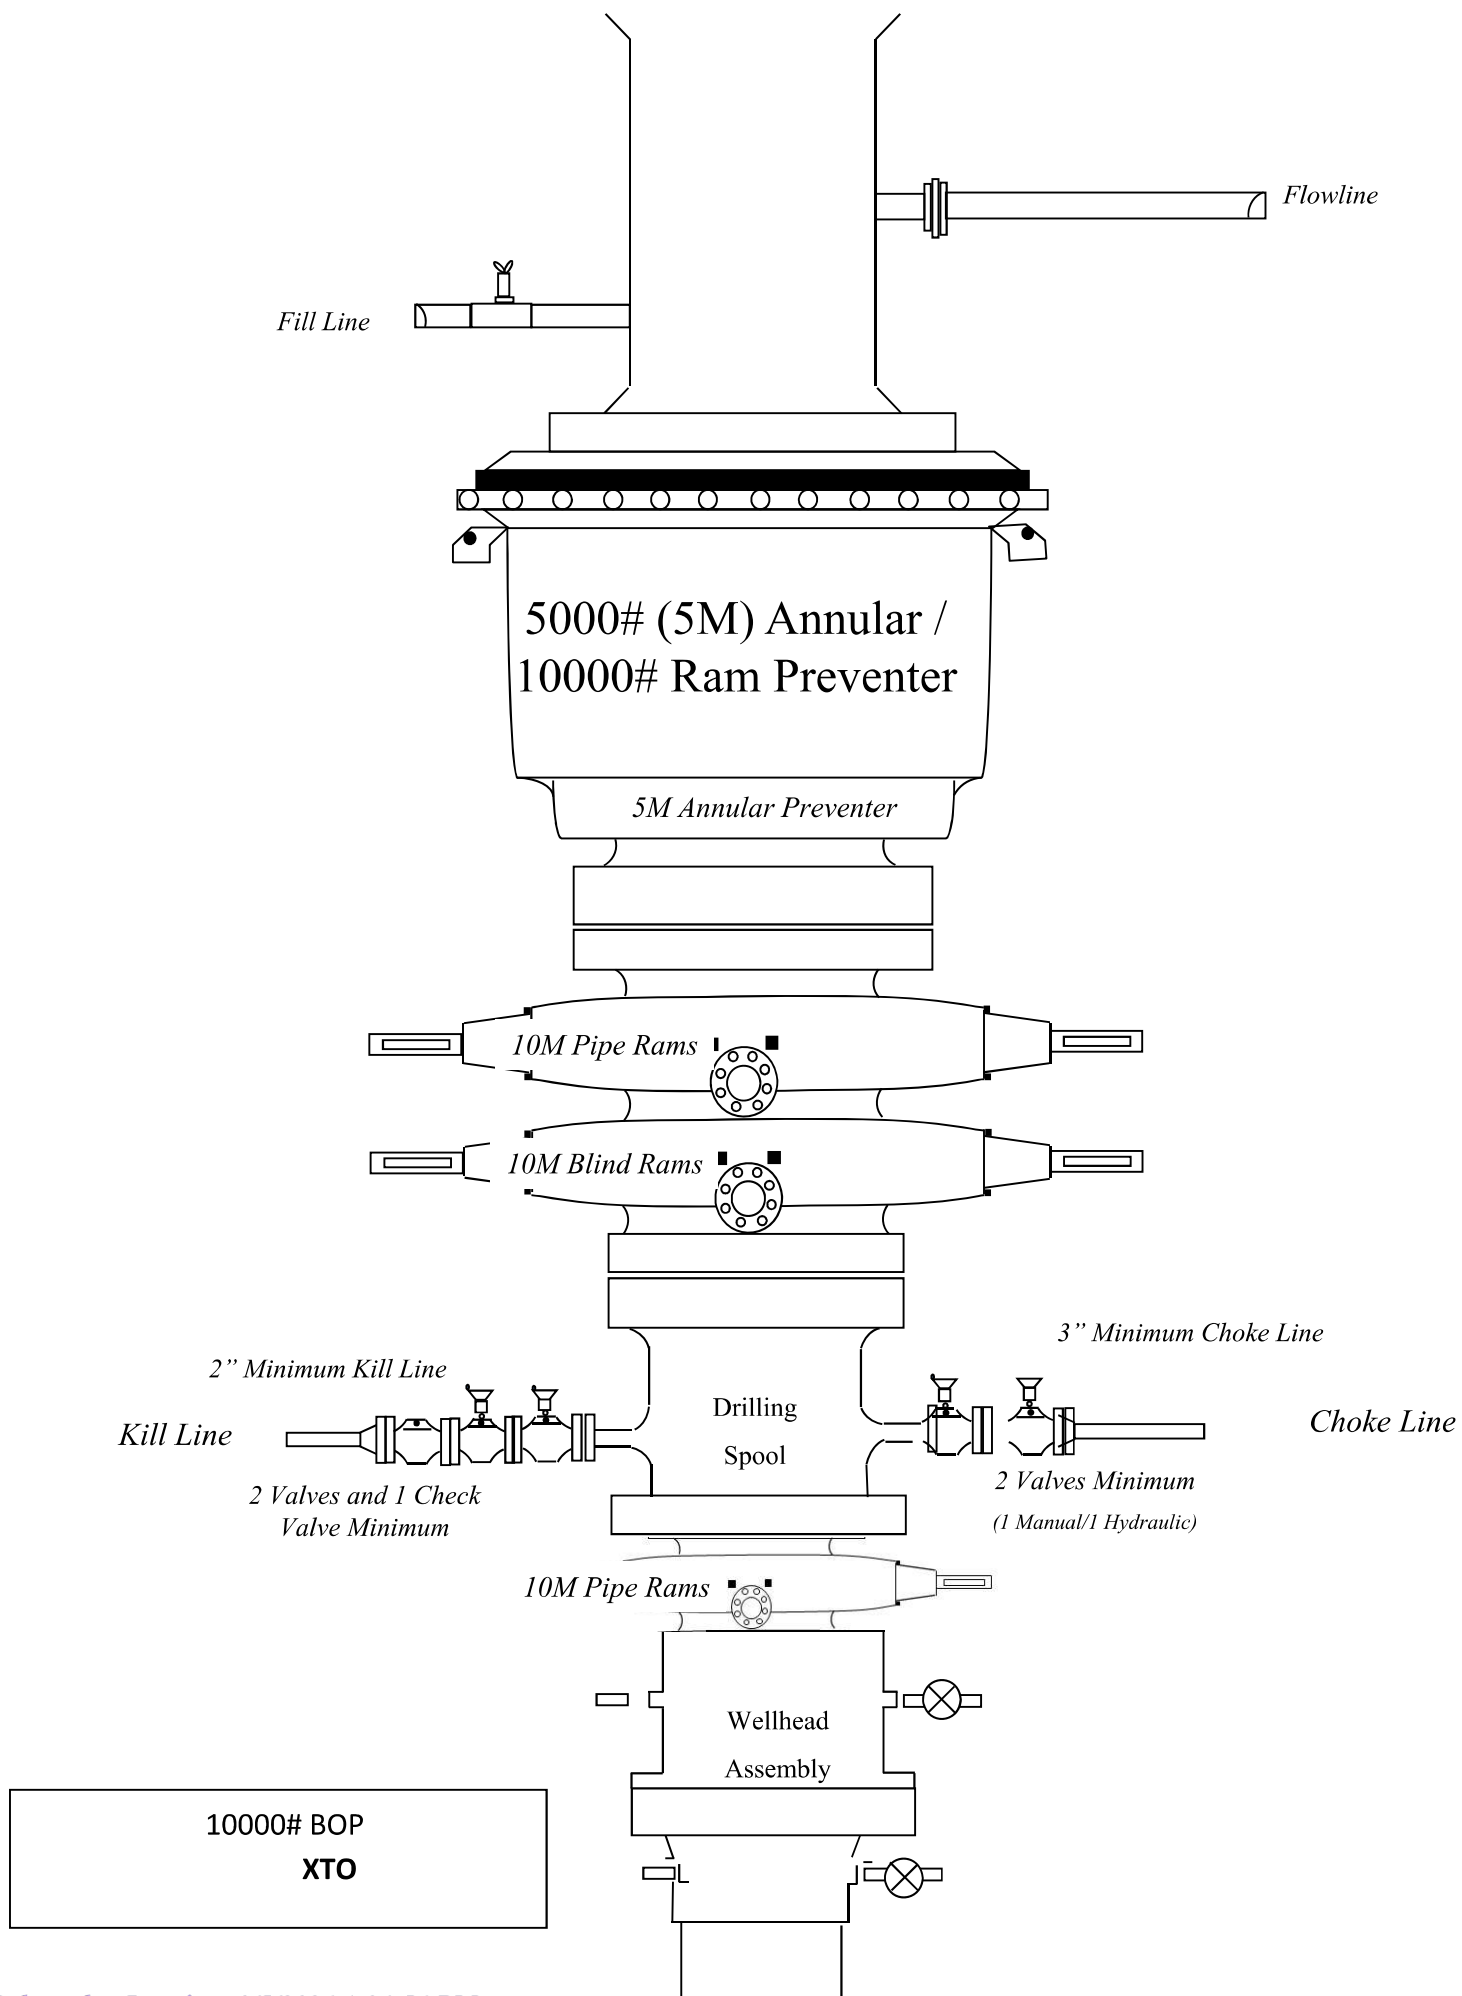 Flowline
Fill Line
5000# (5M) Annular /
10000# Ram Preventer
5M Annular Preventer
10M Pipe Rams
10M Blind Rams
3” Minimum Choke Line
2” Minimum Kill Line
Drilling
Spool
Kill Line
Choke Line
2 Valves Minimum
(1 Manual/1 Hydraulic)
2 Valves and 1 Check
Valve Minimum
10M Pipe Rams
Wellhead
Assembly
10000# BOP
XTO